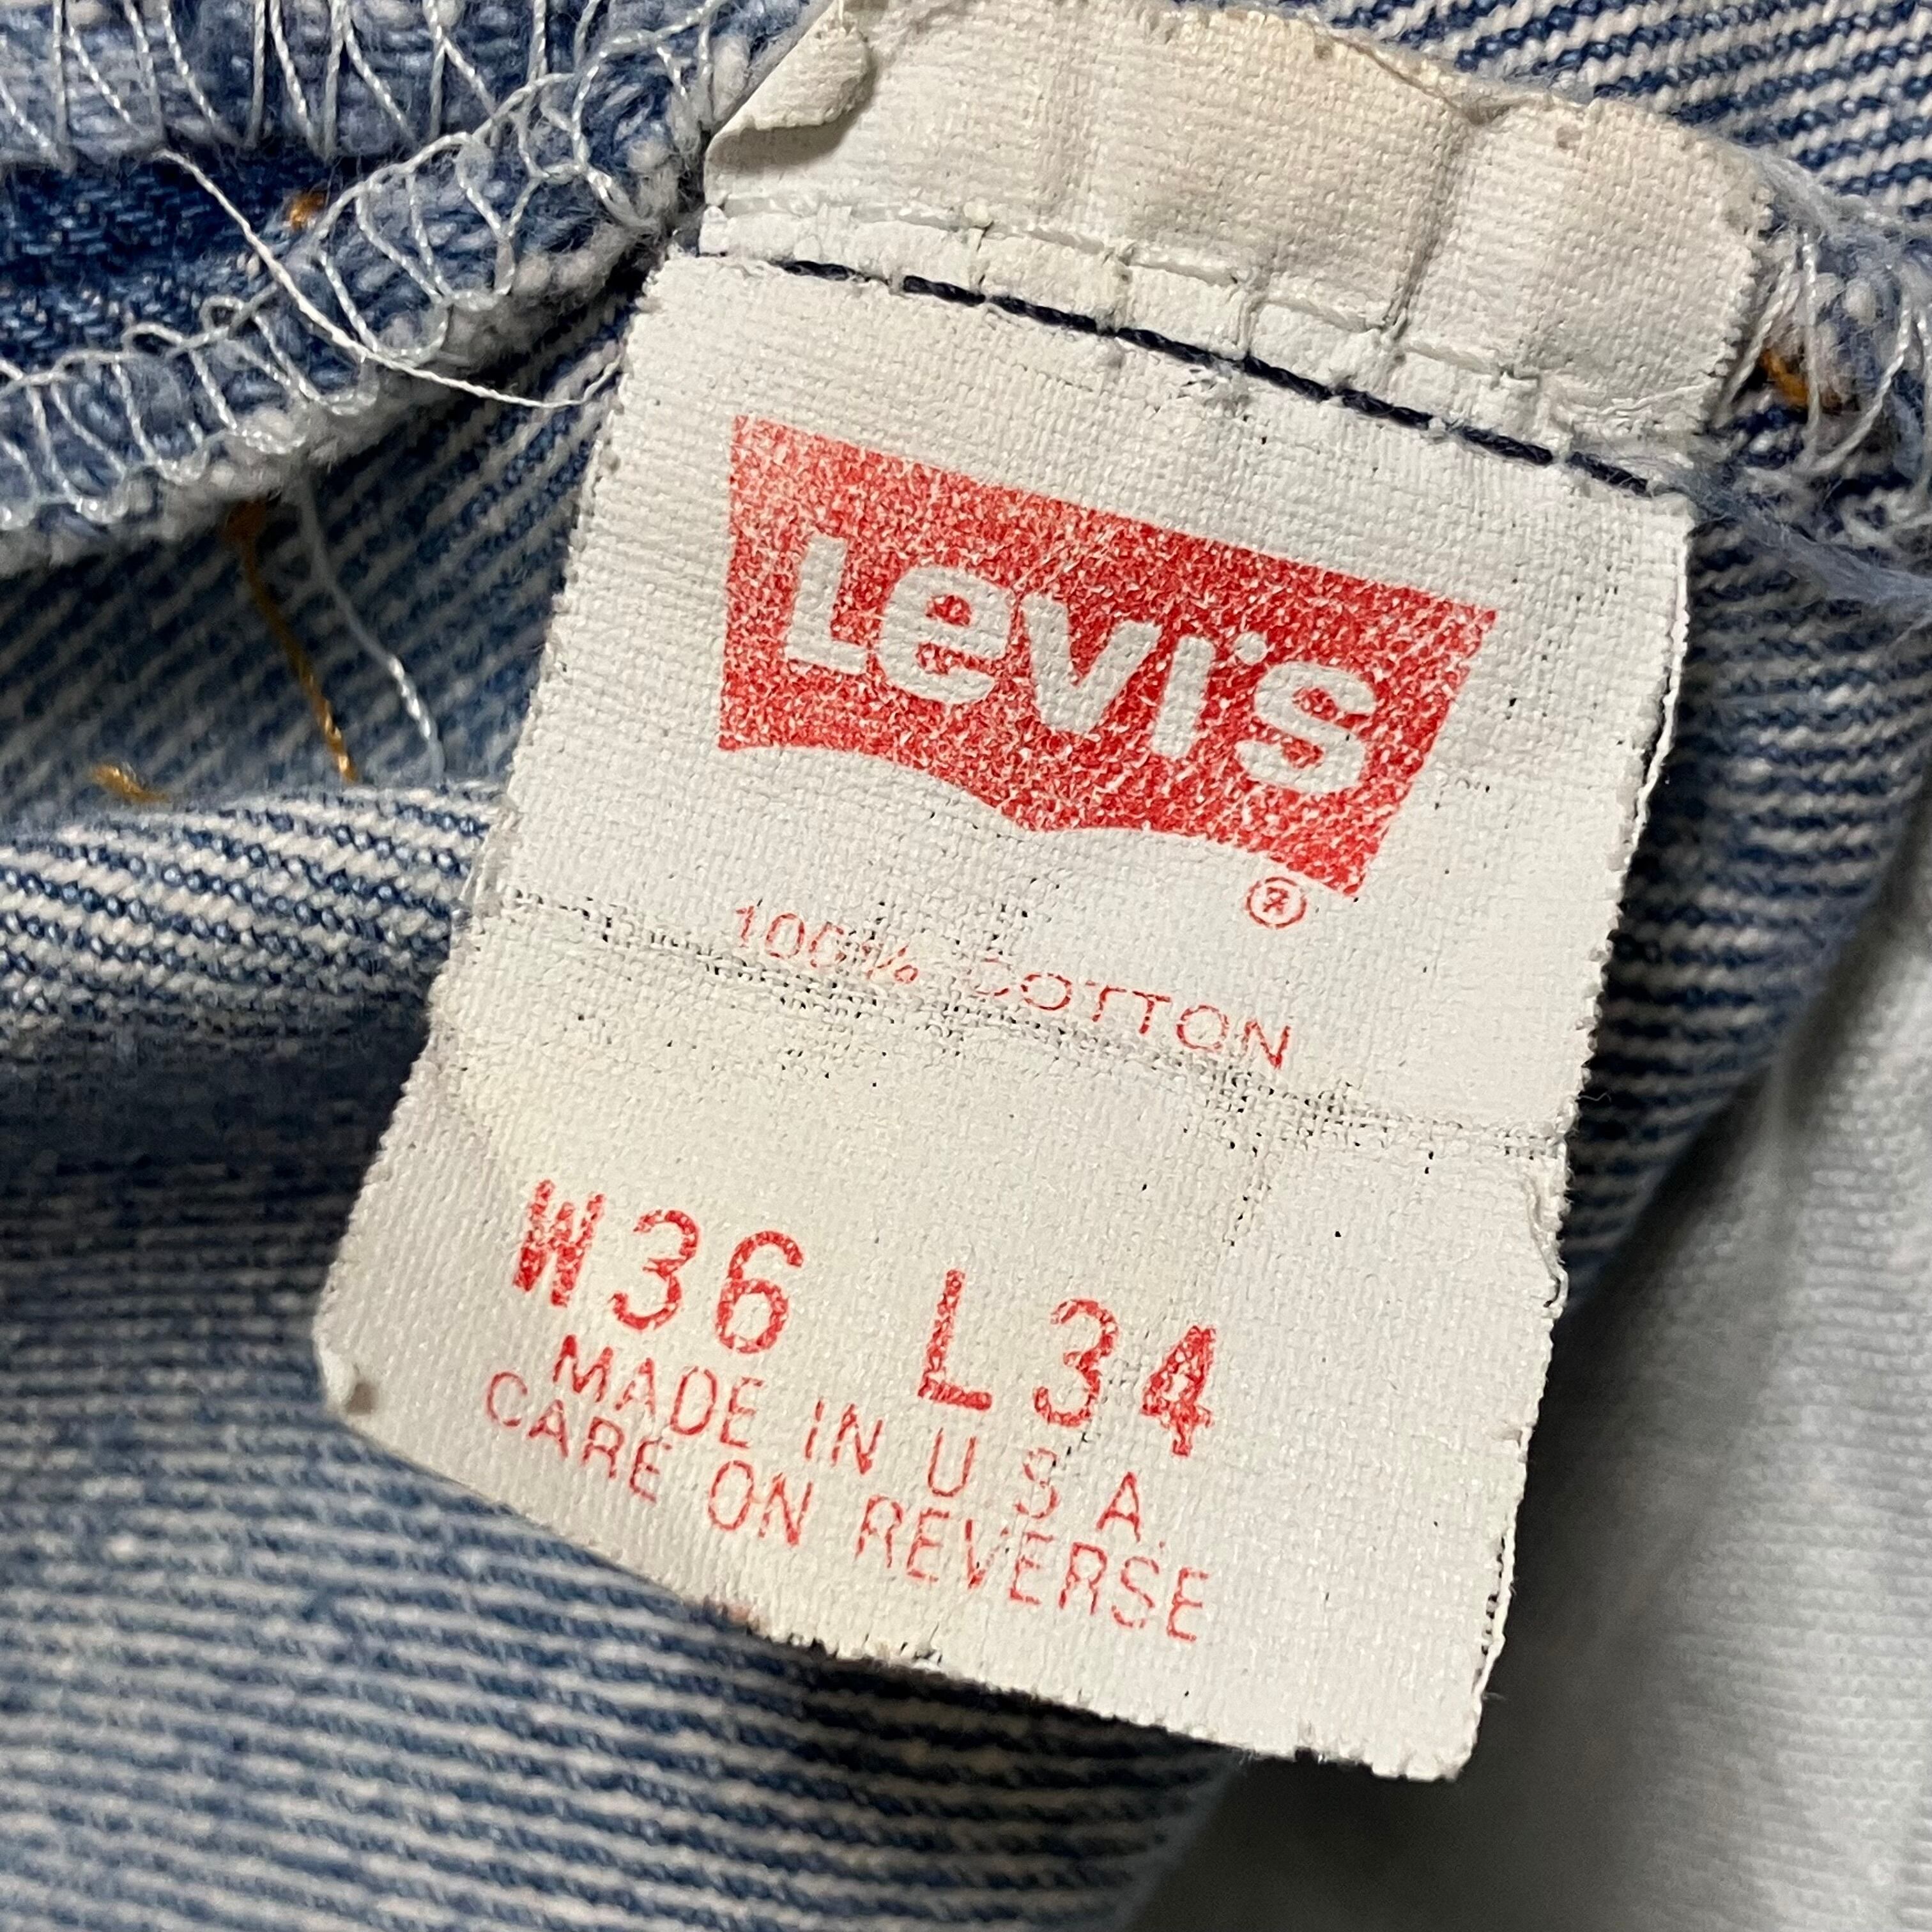 Levi's
®
100% COTTON
W36 L34
MADE IN U S A
CARE ON REVERSE